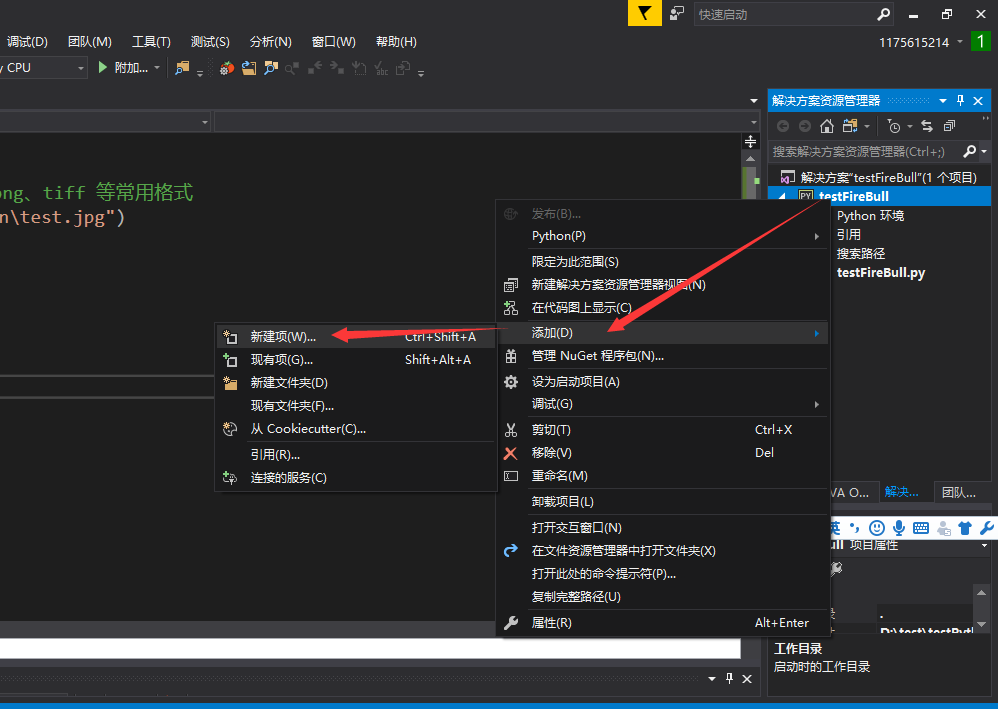 快速启动
调试(D) 团队(M) 工具(T) 测试(S) 分析(N) 窗口(W) 帮助(H)
1175615214
1
y CPU
附加...
解决方案资源管理器
搜索解决方案资源管理器(Ctrl+;)
解决方案"testFireBull"(1 个项目)
PY testFireBull
Python 环境
引用
搜索路径
testFireBull.py
ong、tiff 等常用格式
n\test.jpg")
发布(B)...
Python(P)
限定为此范围(S)
新建解决方案资源管理器视图(N)
在代码图上显示(C)
添加(D)
管理 NuGet 程序包(N)...
设为启动项目(A)
调试(G)
剪切(T) Ctrl+X
移除(V) Del
重命名(M)
卸载项目(L)
打开交互窗口(N)
在文件资源管理器中打开文件夹(X)
打开此处的命令提示符(P)...
复制完整路径(U)
属性(R) Alt+Enter
新建项(W)... Ctrl+Shift+A
现有项(G)... Shift+Alt+A
新建文件夹(D)
现有文件夹(F)...
从 Cookiecutter(C)...
引用(R)...
连接的服务(C)
VA O... 解决... 团队...
英
ull 项目属性
.
D:\test\testPyth
工作目录
启动时的工作目录